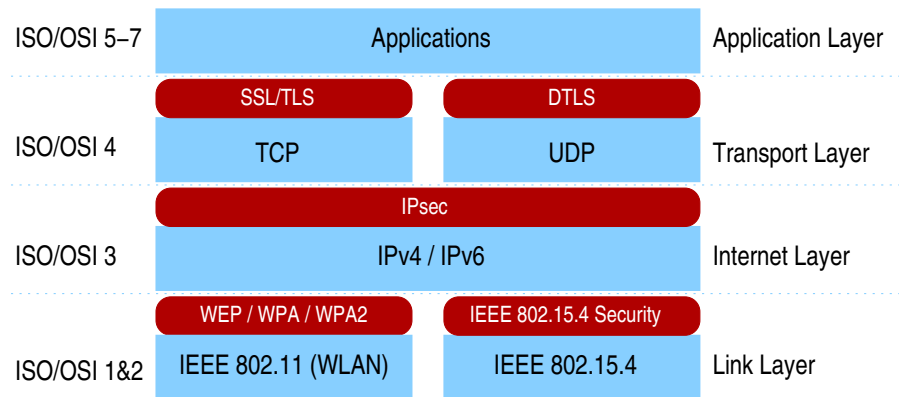 ISO/OSI 5–7 Applications Application Layer
SSL/TLS DTLS
ISO/OSI 4 TCP UDP Transport Layer
IPsec
ISO/OSI 3 IPv4 / IPv6 Internet Layer
WEP / WPA / WPA2 IEEE 802.15.4 Security
ISO/OSI 1&2 IEEE 802.11 (WLAN) IEEE 802.15.4 Link Layer